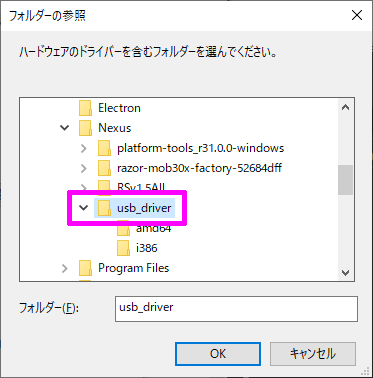 フォルダーの参照
ハードウェアのドライバーを含むフォルダーを選んでください。
Electron
Nexus
platform-tools_r31.0.0-windows
razor-mob30x-factory-52684dff
RSv1.5ALL
usb_driver
amd64
i386
Program Files
フォルダー(F):
usb_driver
OK
キャンセル